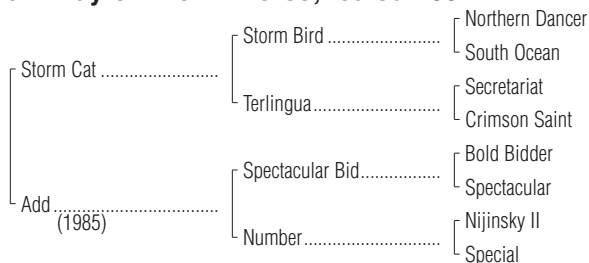 Northern Dancer
Storm Bird ........................
South Ocean
Storm Cat .........................
Secretariat
Terlingua...........................
Crimson Saint
Bold Bidder
Spectacular Bid.................
Spectacular
Add...................................
(1985)
Nijinsky II
Number.............................
Special